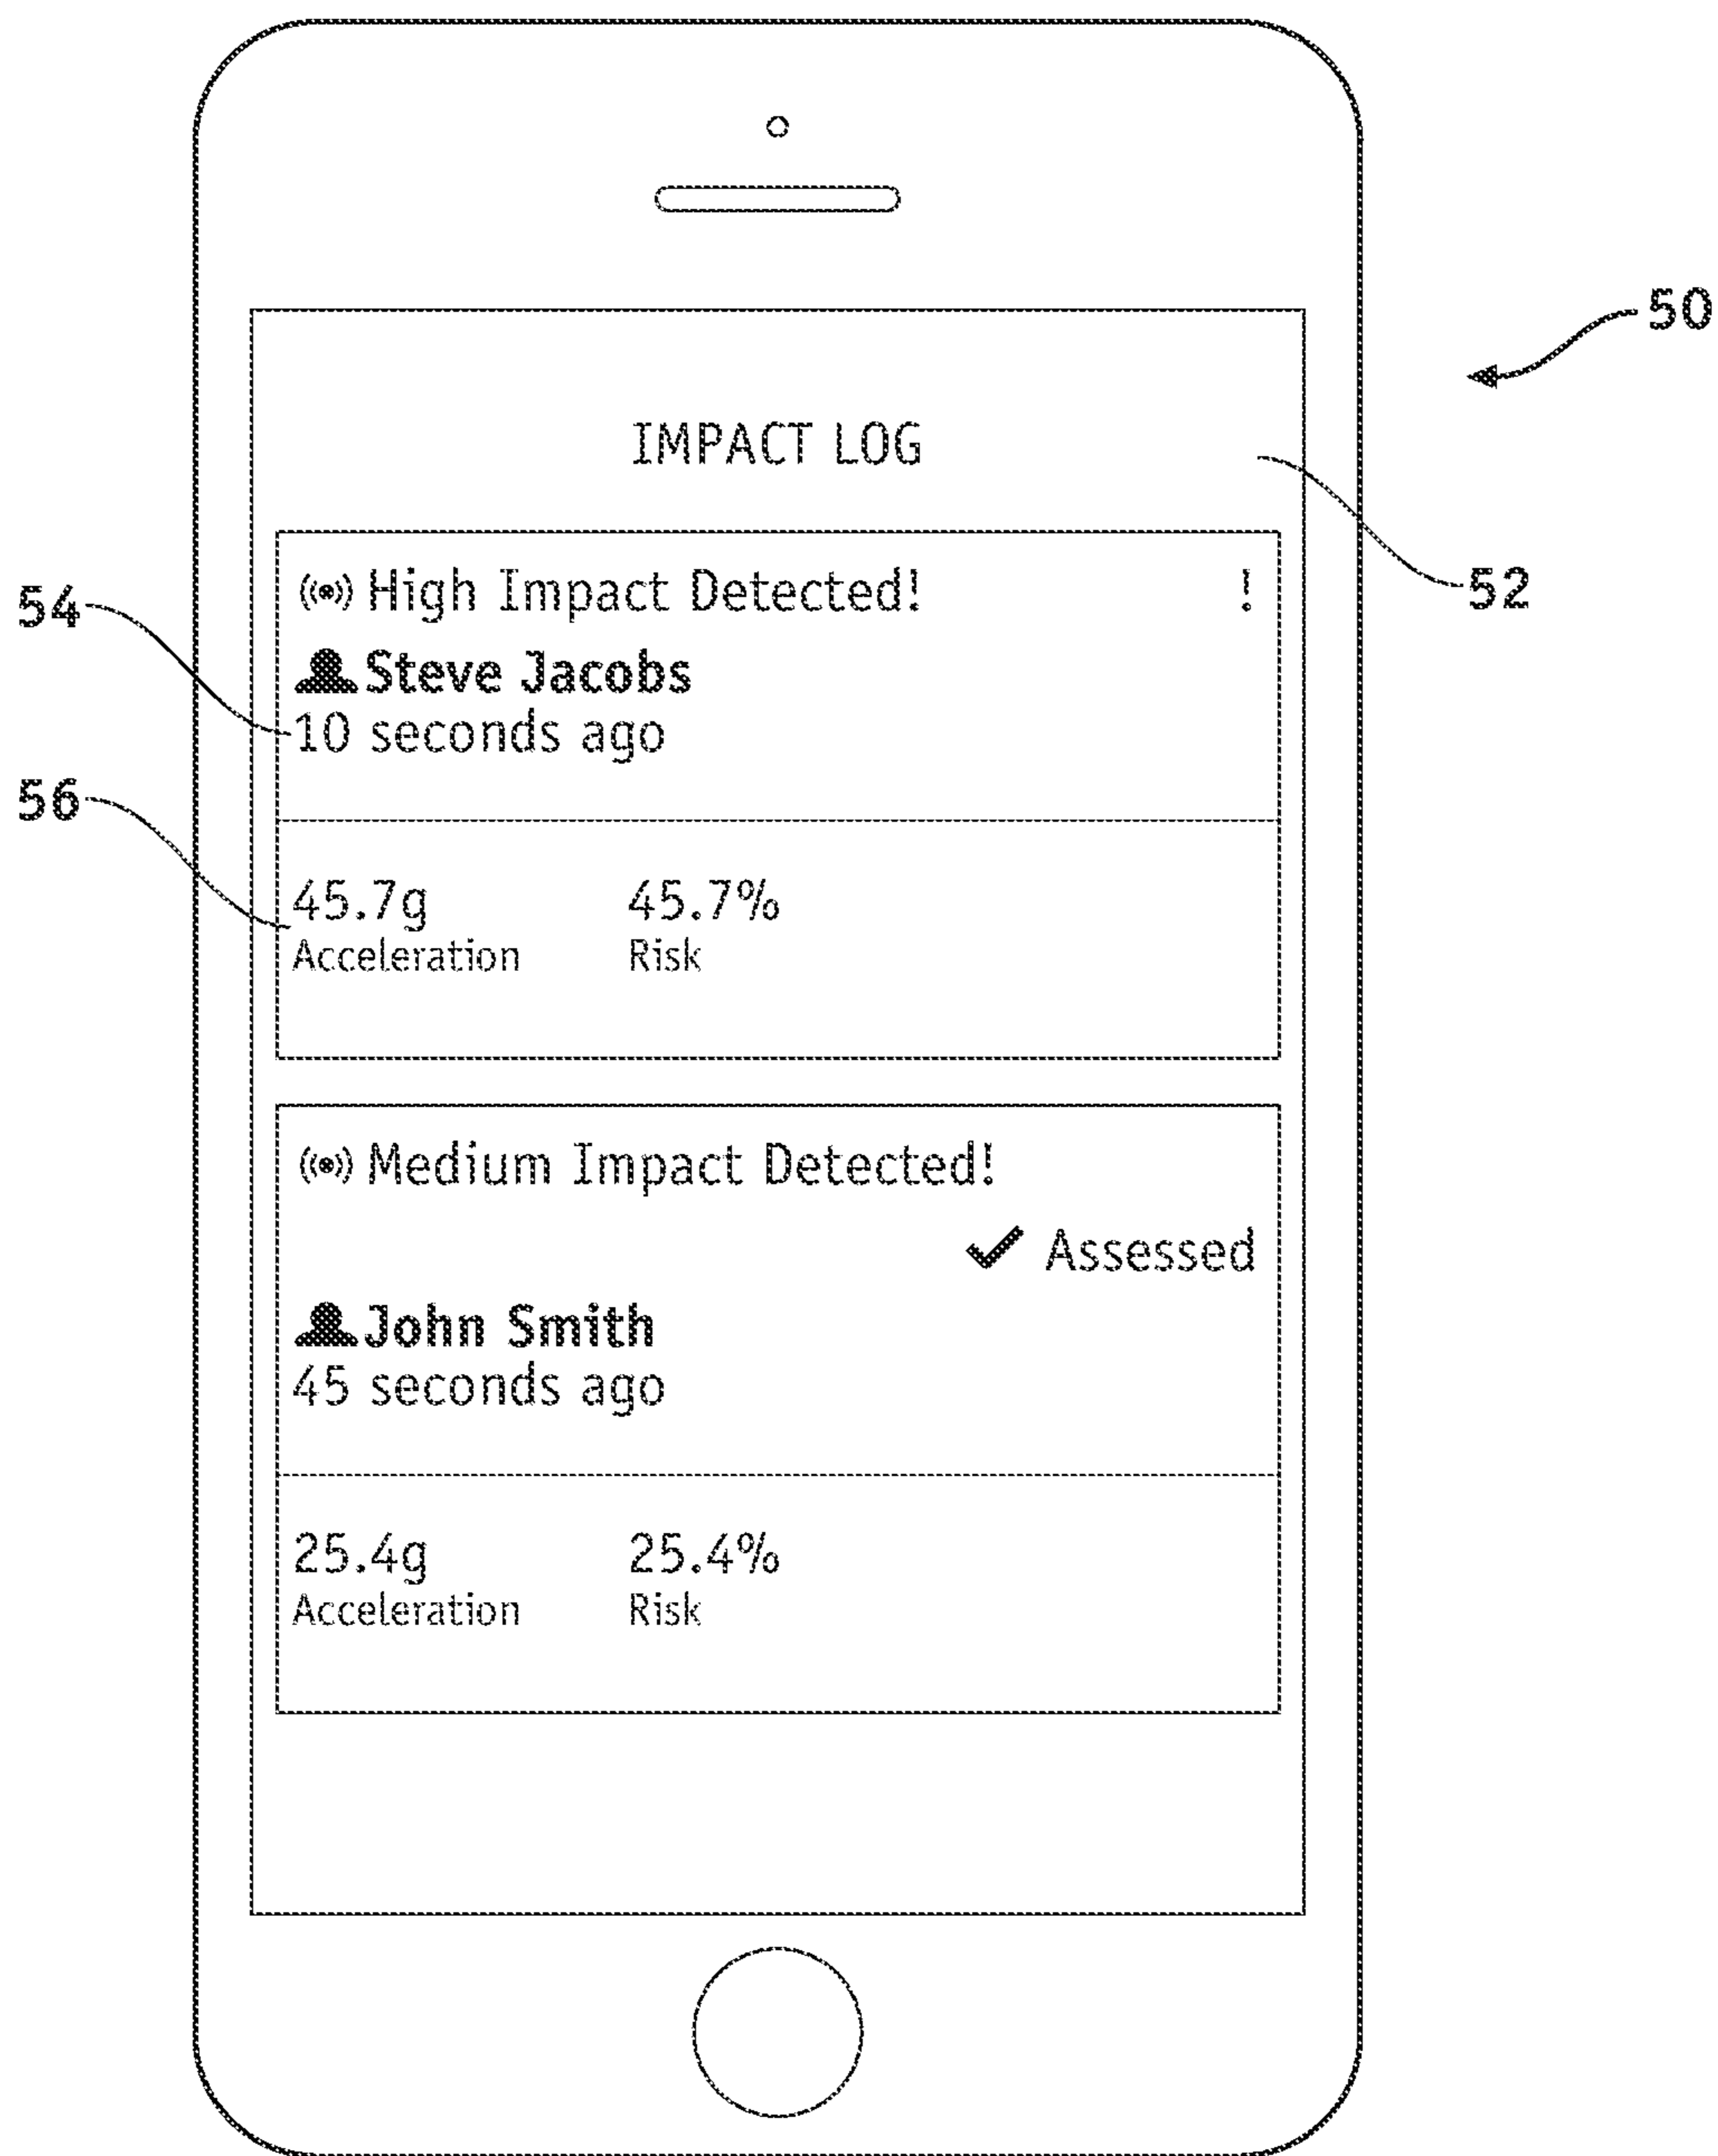 50
IMPACT LOG
52
High Impact Detected! !
54
Steve Jacobs
10 seconds ago
56
45.7g 45.7%
Acceleration Risk
Medium Impact Detected!
Assessed
John Smith
45 seconds ago
25.4g 25.4%
Acceleration Risk